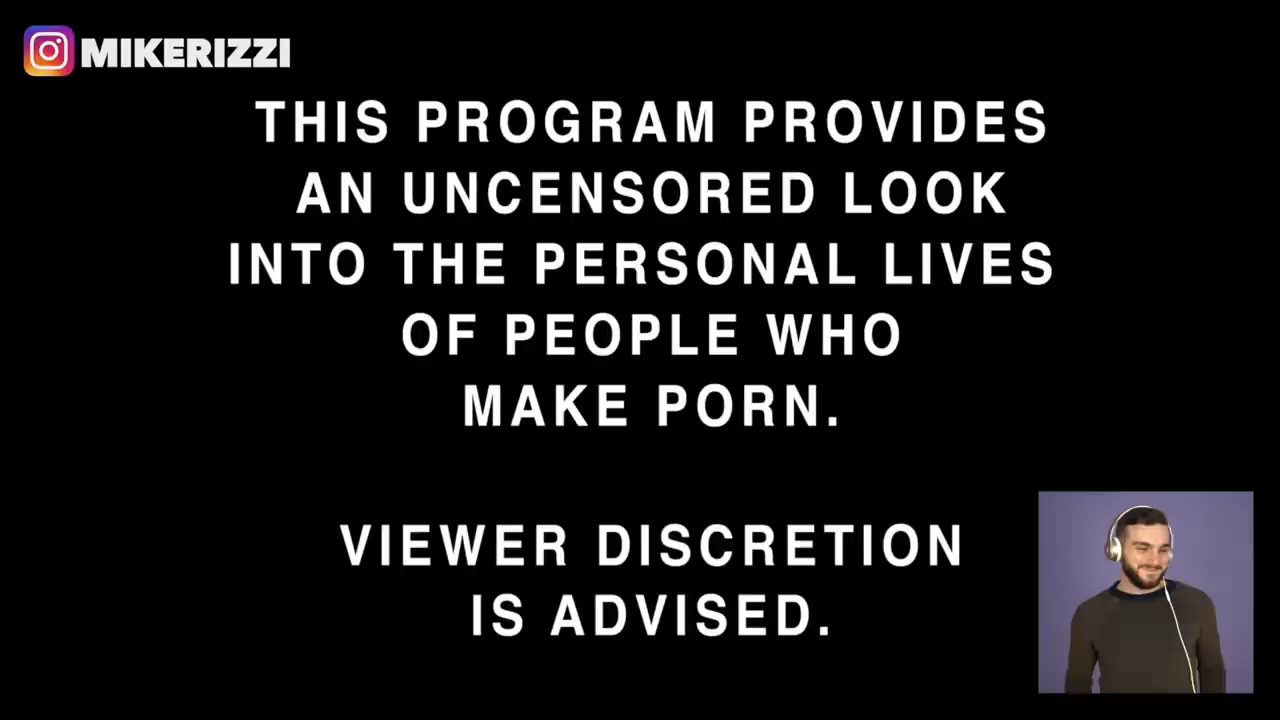 MIKERIZZI
THIS PROGRAM PROVIDES
AN UNCENSORED LOOK
INTO THE PERSONAL LIVES
OF PEOPLE WHO
MAKE PORN.
VIEWER DISCRETION
IS ADVISED.